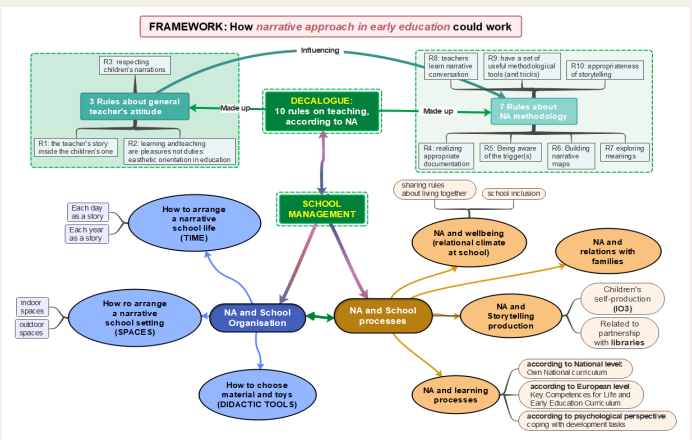 FRAMEWORK: How narrative approach in early education could work
Influencing
R3: respecting
children's narrations
3 Rules about general
teacher's attitude
R1: the teacher's story
inside the children's one
R2: learning andteaching
are pleasures not duties:
easthetic orientation in education
Made up
DECALOGUE:
10 rules on teaching,
according to NA
Made up
R8: teachers
learn narrative
conversation
R9: have a set of
useful methodological
tools (and tricks)
R10: appropriateness
of storytelling
7 Rules about
NA methodology
R4: realizing
appropriate
documentation
R5: Being aware
of the trigger(s)
R6: Building
narrative
maps
R7 exploring
meanings
SCHOOL
MANAGEMENT
Each day
as a story
Each year
as a story
How to arrange
a narrative
school life
(TIME)
indoor
spaces
outdoor
spaces
How ro arrange
a narrative
school setting
(SPACES)
NA and School
Organisation
How to choose
material and toys
(DIDACTIC TOOLS)
NA and School
processes
sharing rules
about living together
school inclusion
NA and wellbeing
(relational climate
at school)
NA and
relations with
families
NA and
Storytelling
production
Children's
self-production
(IO3)
Related to
partnership
with libraries
NA and learning
processes
according to National level:
Own National curriculum
according to European level
Key Competences for Life and
Early Education Curriculum
according to psychological perspective:
coping with development tasks